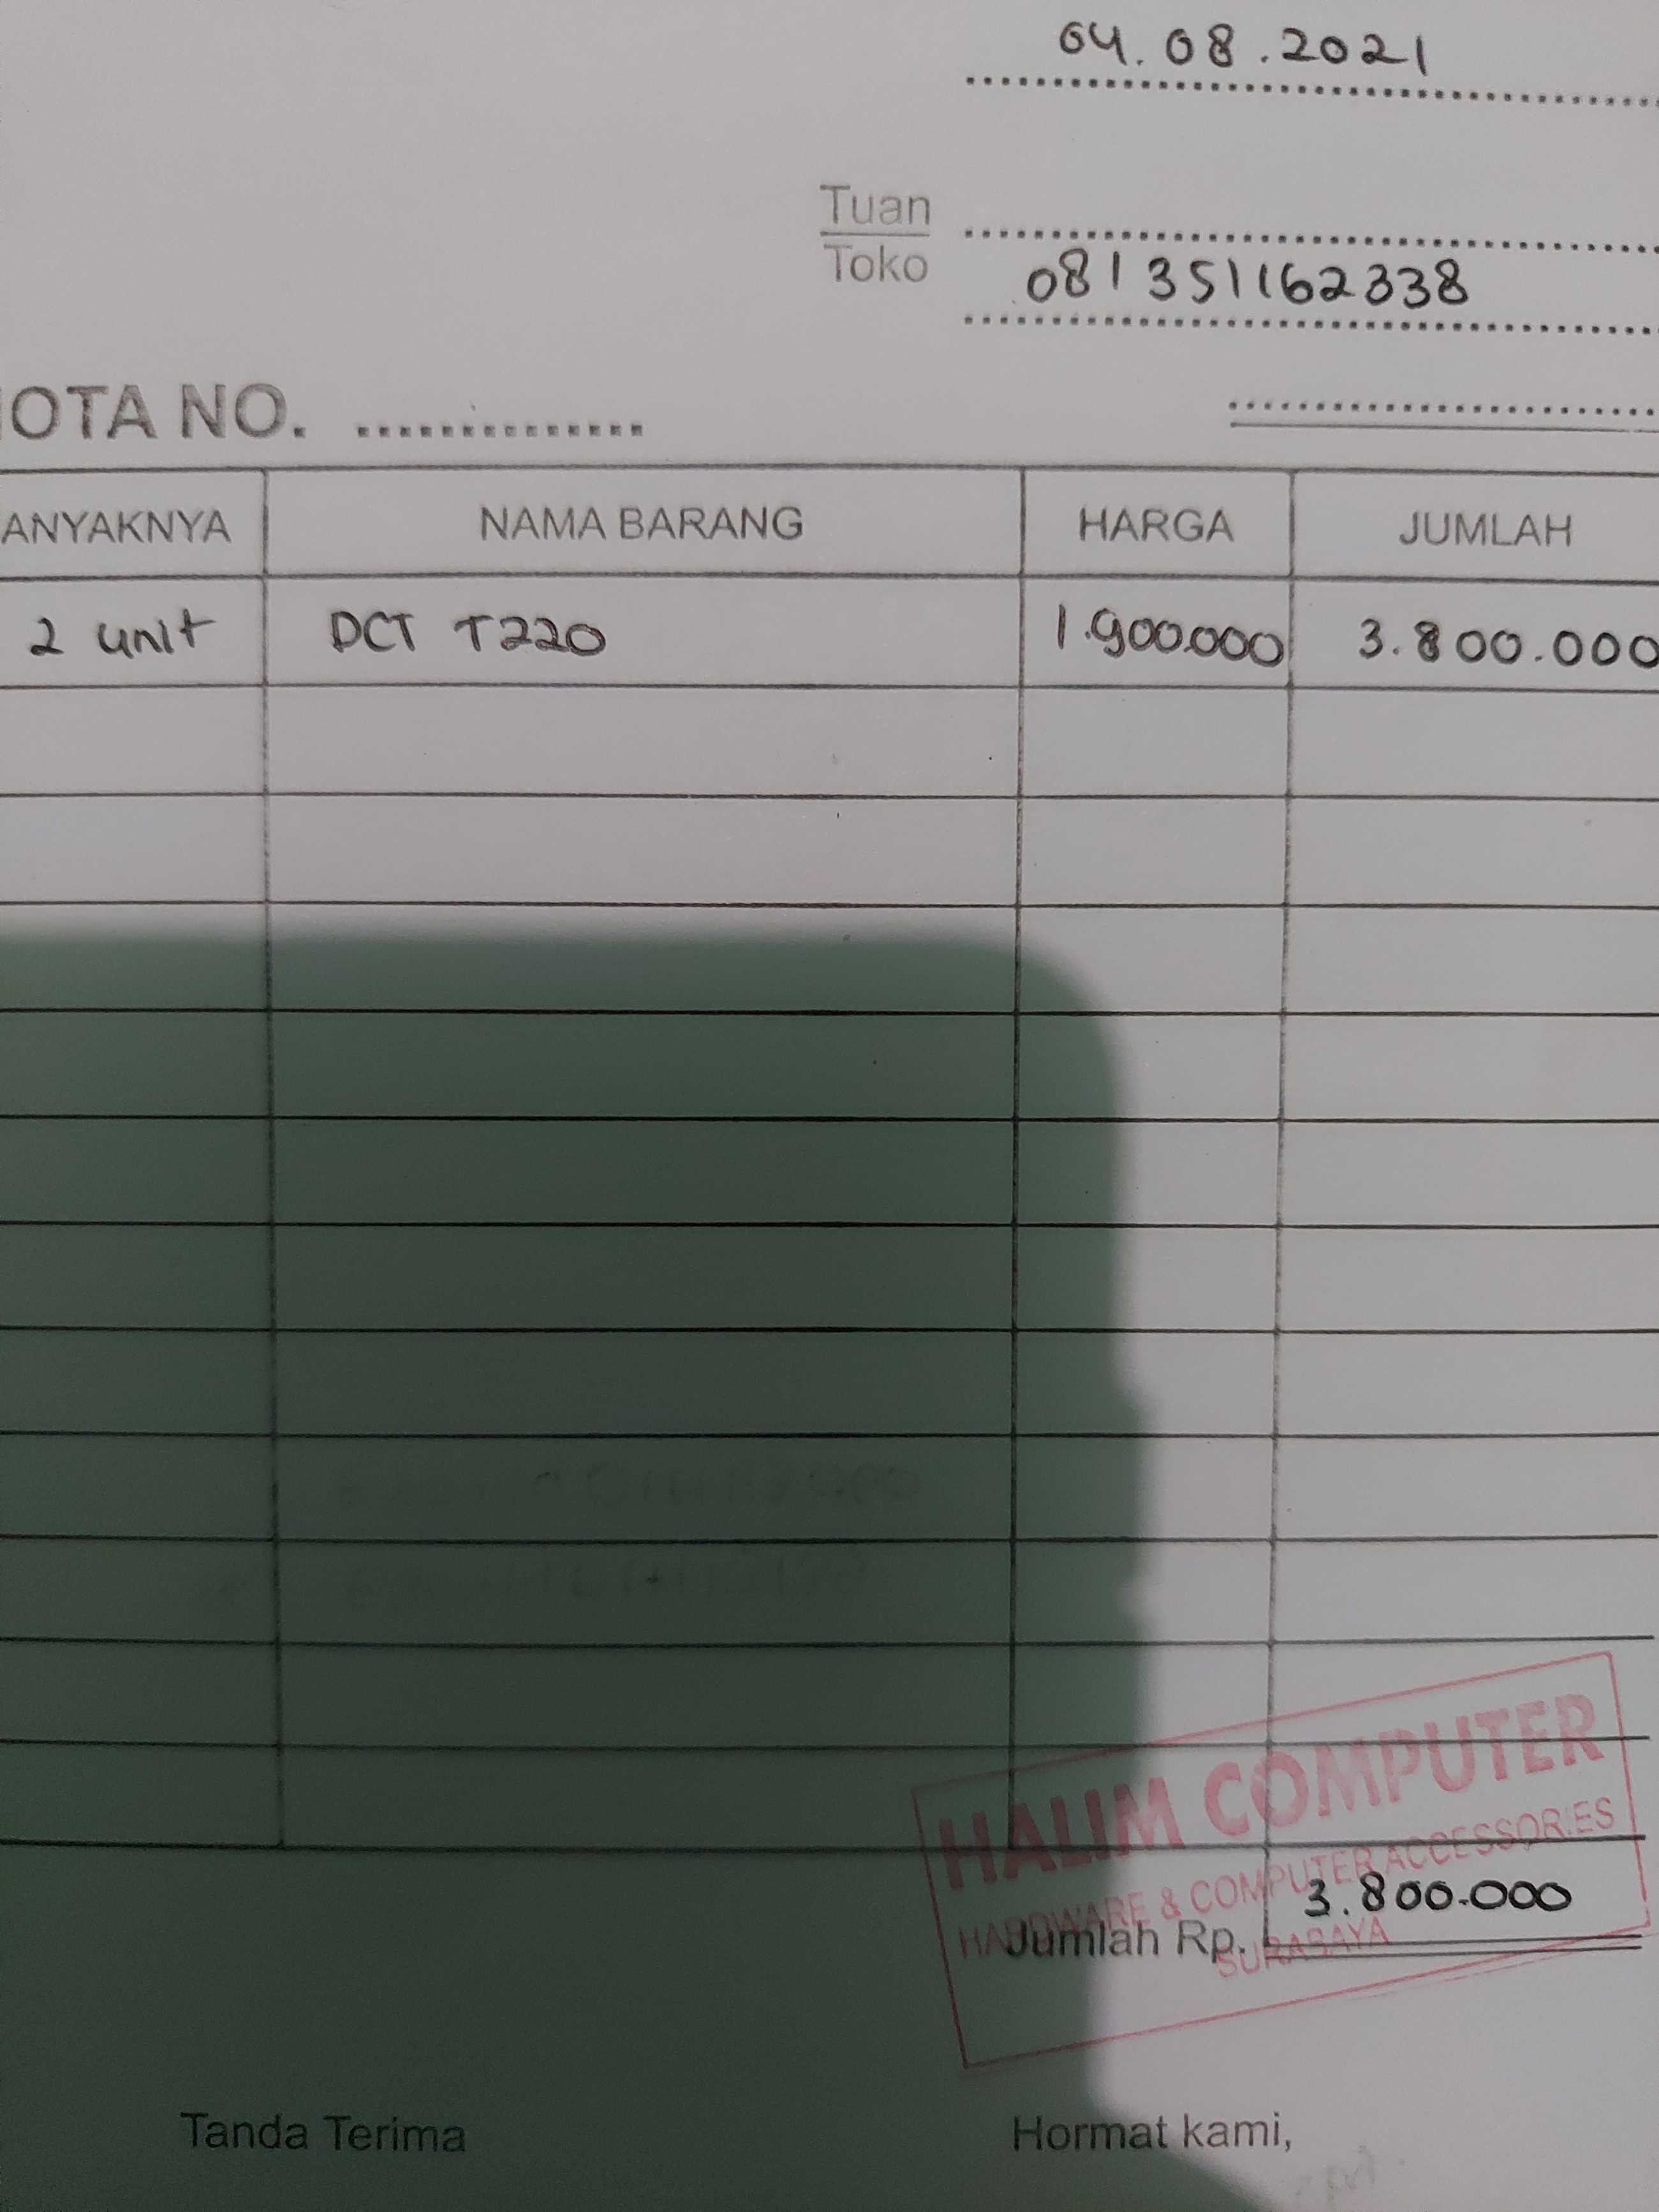 04.08.2021
Tuan
Toko
081351162338
NOTA NO. ..............
ANYAKNYA NAMA BARANG HARGA JUMLAH
2 unit DCT T220 1.900.000 3.800.000
HALIM COMPUTER
HARDWARE & COMPUTER ACCESSORIES
SURABAYA
Jumlah Rp. 3.800.000
Tanda Terima Hormat kami,